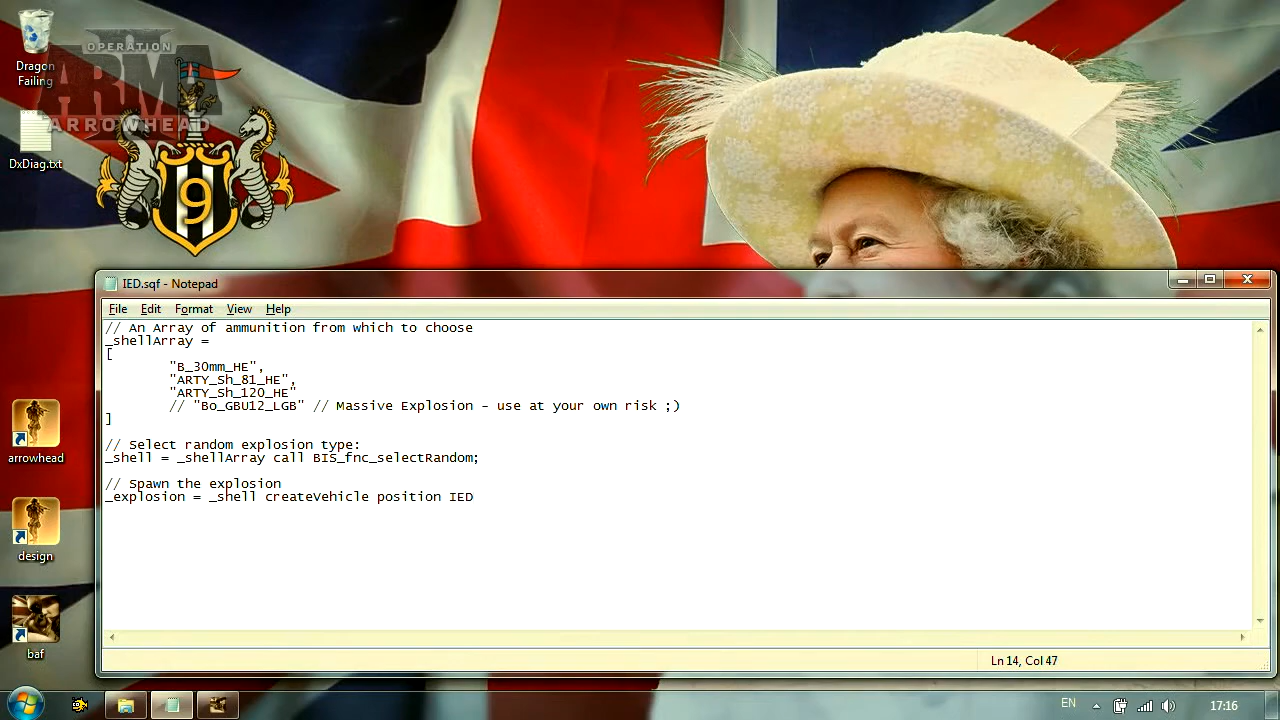 Dragon
Failing
OPERATION
ARMA
ARROWHEAD
DxDiag.txt
9
IED.sqf - Notepad
File Edit Format View Help
// An Array of ammunition from which to choose
_shellArray =
[
"B_30mm_HE",
"ARTY_Sh_81_HE",
"ARTY_Sh_120_HE"
// "Bo_GBU12_LGB" // Massive Explosion - use at your own risk ;)
]
// Select random explosion type:
_shell = _shellArray call BIS_fnc_selectRandom;
// Spawn the explosion
_explosion = _shell createVehicle position IED
arrowhead
design
baf
Ln 14, Col 47
EN
17:16